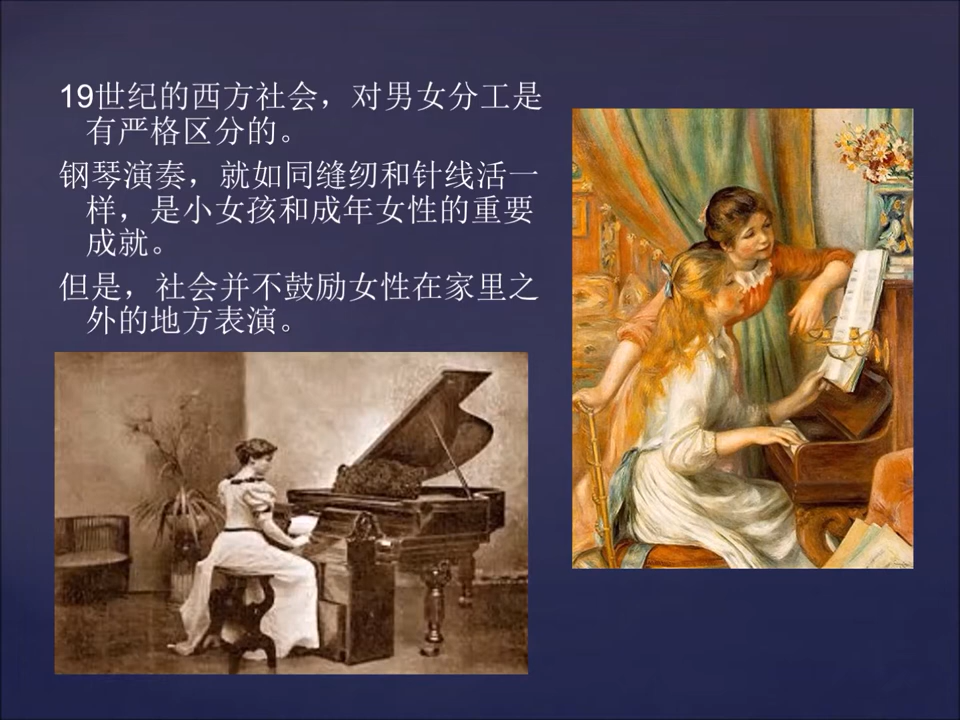 19世纪的西方社会，对男女分工是
有严格区分的。
钢琴演奏，就如同缝纫和针线活一
样，是小女孩和成年女性的重要
成就。
但是，社会并不鼓励女性在家里之
外的地方表演。